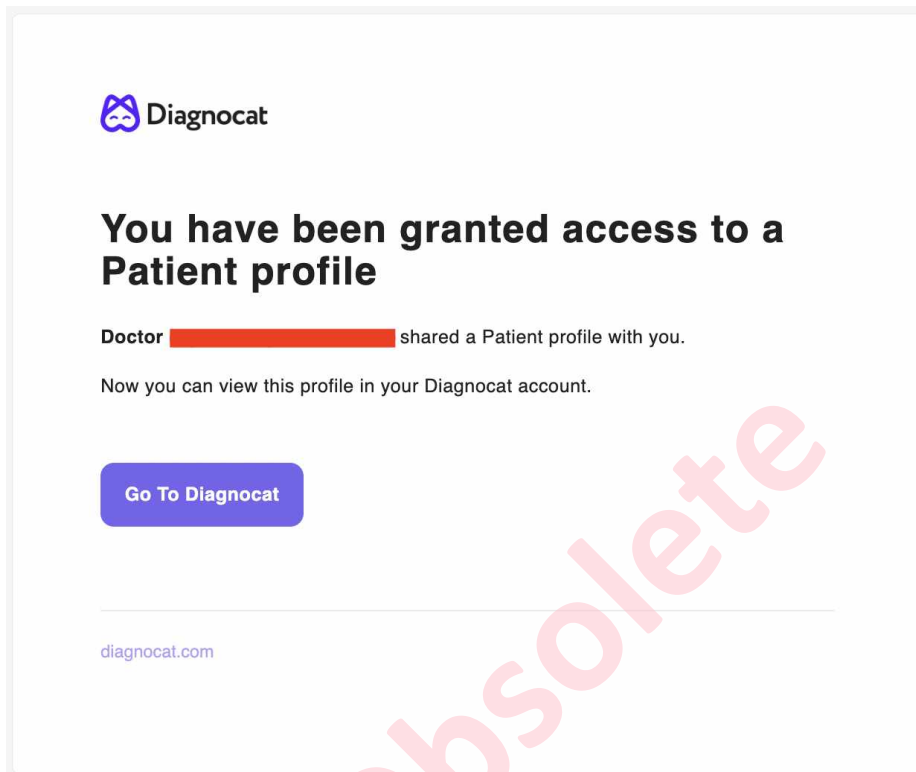 Diagnocat
You have been granted access to a
Patient profile
Doctor shared a Patient profile with you.
Now you can view this profile in your Diagnocat account.
Go To Diagnocat
diagnocat.com
bsolete